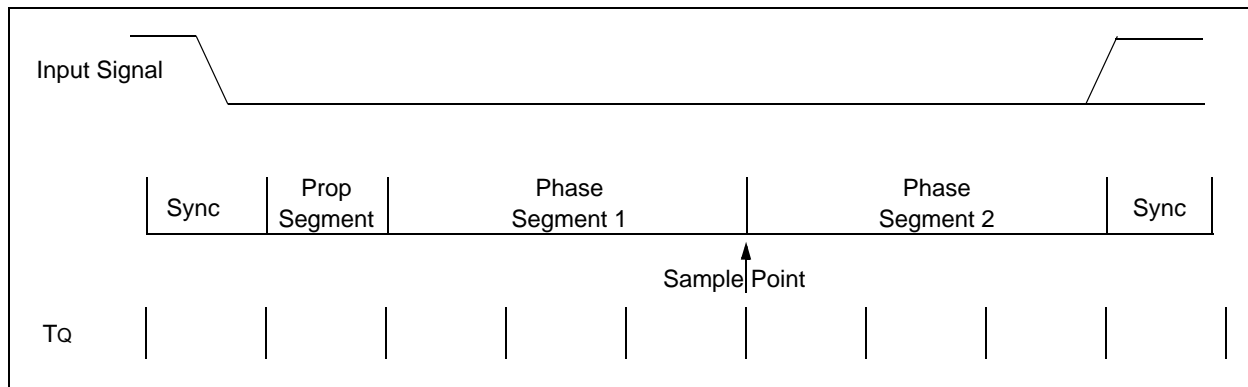 Input Signal
Sync
Prop
Segment
Phase
Segment 1
Phase
Segment 2
Sync
Sample Point
TQ